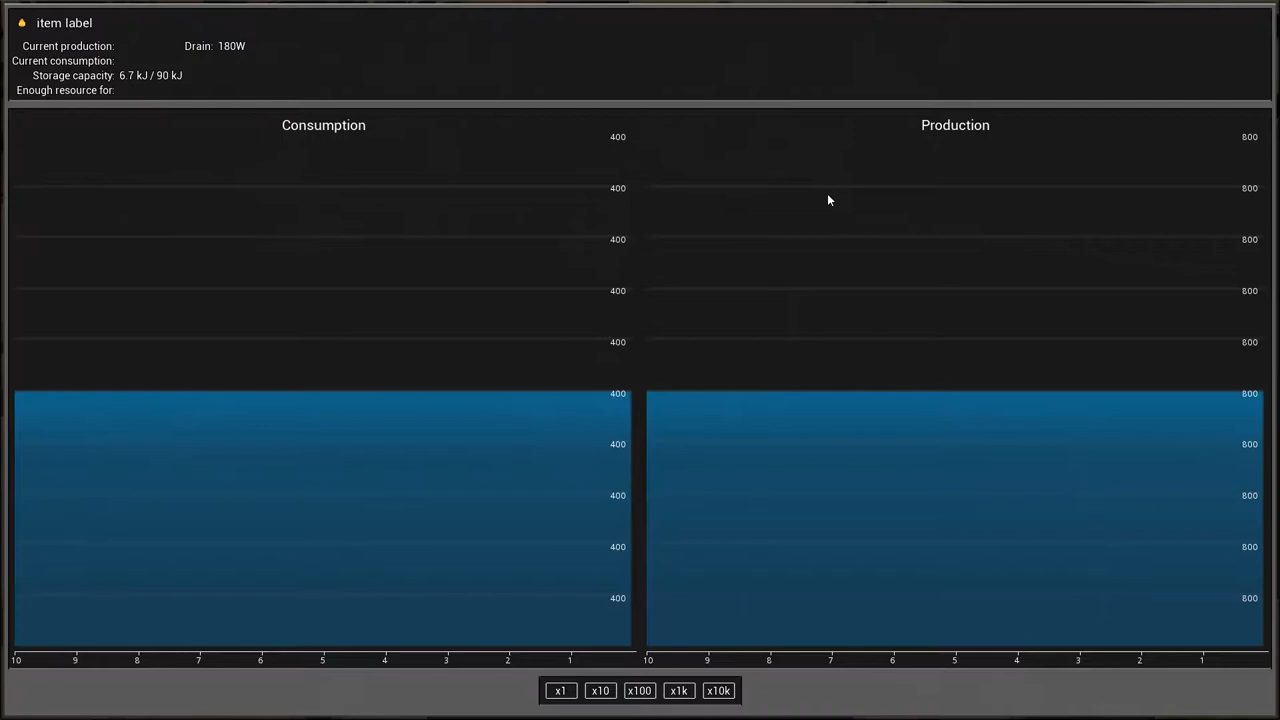 item label
Current production: Drain: 180W
Current consumption:
Storage capacity: 6.7 kJ / 90 kJ
Enough resource for:
Consumption
400
400
400
400
400
400
400
400
400
400
10 9 8 7 6 5 4 3 2 1
Production
800
800
800
800
800
800
800
800
800
800
10 9 8 7 6 5 4 3 2 1
x1 x10 x100 x1k x10k